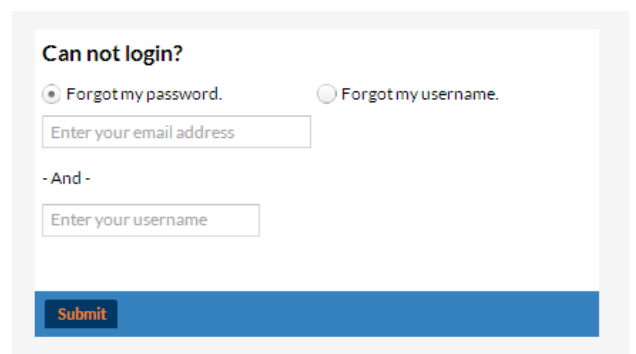 Can not login?
Forgot my password. Forgot my username.
Enter your email address
- And -
Enter your username
Submit